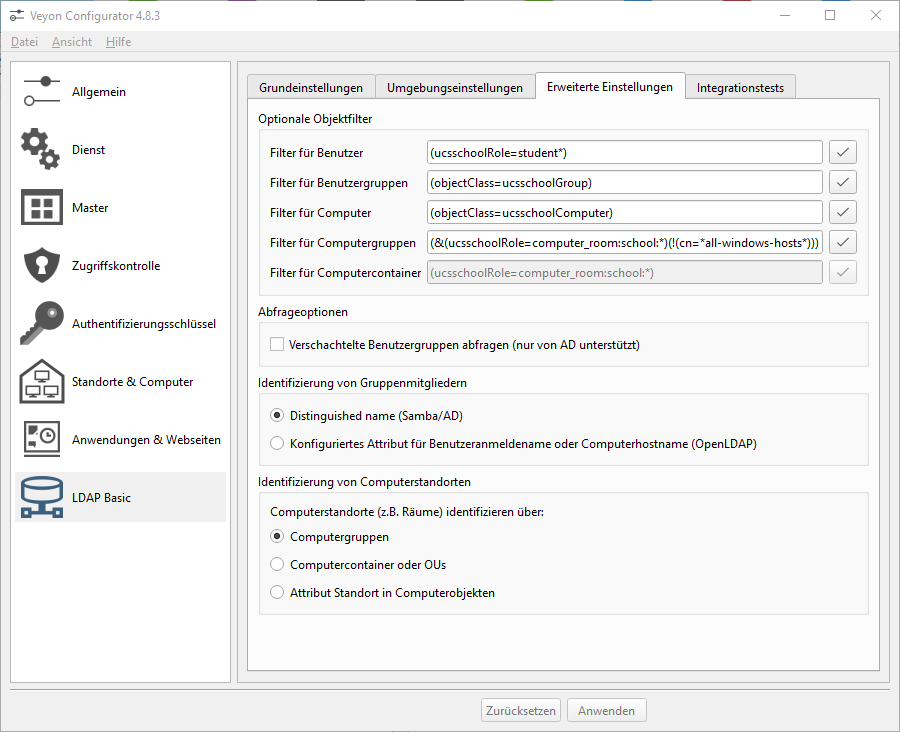 Veyon Configurator 4.8.3
Datei Ansicht Hilfe
Allgemein
Dienst
Master
Zugriffskontrolle
Authentifizierungsschlüssel
Standorte & Computer
Anwendungen & Webseiten
LDAP Basic
Grundeinstellungen Umgebungseinstellungen Erweiterte Einstellungen Integrationstests
Optionale Objektfilter
Filter für Benutzer (ucsschoolRole=student*)
Filter für Benutzergruppen (objectClass=ucsschoolGroup)
Filter für Computer (objectClass=ucsschoolComputer)
Filter für Computergruppen (&(ucsschoolRole=computer_room:school:*)(!(cn=*all-windows-hosts*)))
Filter für Computercontainer (ucsschoolRole=computer_room:school:*)
Abfrageoptionen
Verschachtelte Benutzergruppen abfragen (nur von AD unterstützt)
Identifizierung von Gruppenmitgliedern
Distinguished name (Samba/AD)
Konfiguriertes Attribut für Benutzeranmeldename oder Computerhostname (OpenLDAP)
Identifizierung von Computerstandorten
Computerstandorte (z.B. Räume) identifizieren über:
Computergruppen
Computercontainer oder OUs
Attribut Standort in Computerobjekten
Zurücksetzen Anwenden